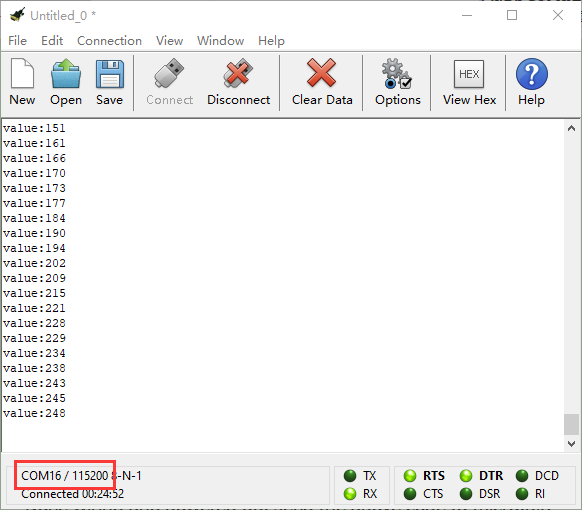 Untitled_0 *
File Edit Connection View Window Help
New Open Save Connect Disconnect Clear Data Options HEX View Hex Help
value:151
value:161
value:166
value:170
value:173
value:177
value:184
value:190
value:194
value:202
value:209
value:215
value:221
value:228
value:229
value:234
value:238
value:243
value:245
value:248
COM16 / 115200 8-N-1
Connected 00:24:52
TX RTS DTR DCD
RX CTS DSR RI